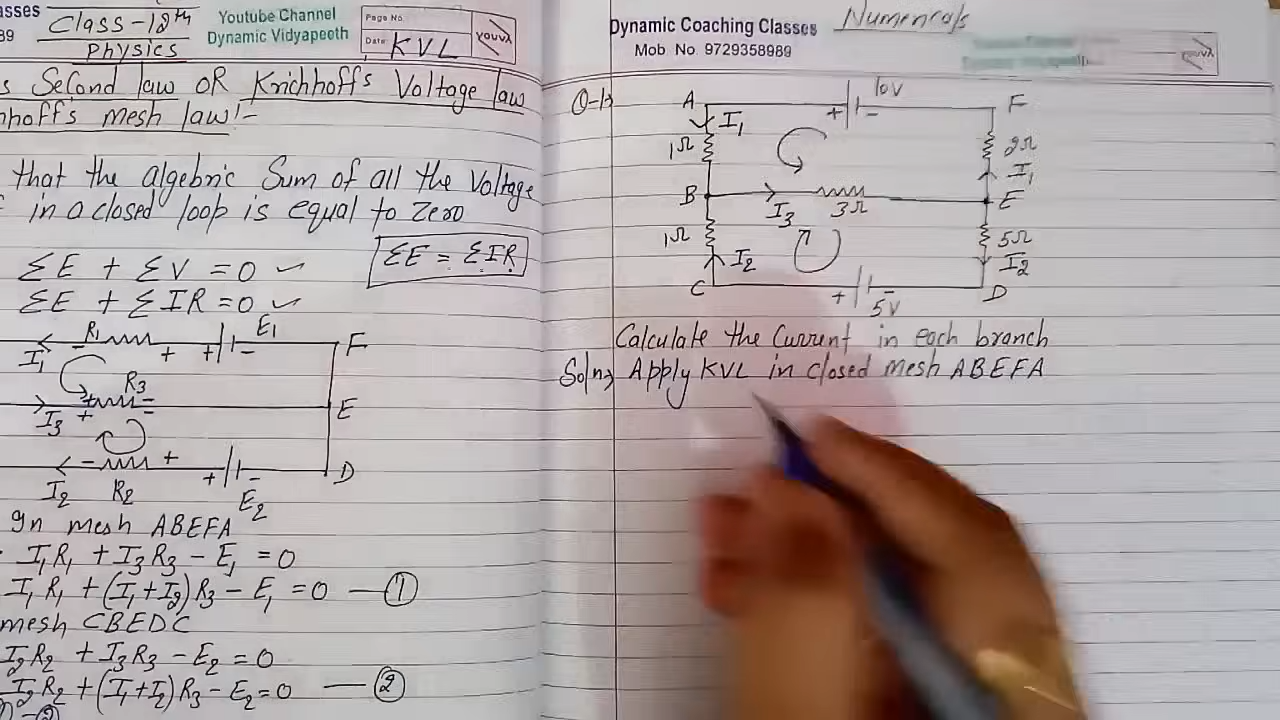 asses
89
Class-12th
Physics
Youtube Channel
Dynamic Vidyapeeth
Page No.
Date:
KVL
youva
s Second law OR Krichhoff's Voltage law
hhoff's mesh law:-
that the algebric Sum of all the Voltage
in a closed loop is equal to zero
ΣE + ΣV = 0
ΣE = ΣIR
ΣE + ΣIR = 0
I1
R1
+
+
-
E1
F
R3
+
-
I3
E
-
+
+
-
D
I2
R2
E2
In mesh ABEFA
I1R1 + I3R3 - E1 = 0
I1R1 + (I1+I2)R3 - E1 = 0 — ①
mesh CBEDC
I2R2 + I3R3 - E2 = 0
I2R2 + (I1+I2)R3 - E2 = 0 — ②
Dynamic Coaching Classes
Mob No. 9729358989
Numericals
Q-1)
A
I1
+
-
10V
F
1Ω
2Ω
I1
B
I3
3Ω
E
1Ω
I2
5Ω
I2
C
+
-
5V
D
Calculate the Current in each branch
Soln) Apply KVL in closed mesh ABEFA